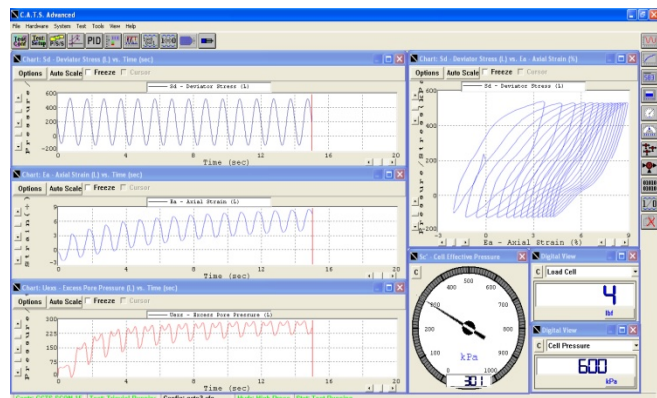 C.A.T.S. Advanced
File Hardware System Test Tools View Help
Test Setup P/S/S PID
Chart: Sd - Deviator Stress (L) vs. Time (sec)
Options Auto Scale Freeze Cursor
Sd - Deviator Stress (L)
600
400
200
0
-200
0 4 8 12 16 20
Time (sec)
Chart: Ea - Axial Strain (L) vs. Time (sec)
Options Auto Scale Freeze Cursor
Ea - Axial Strain (L)
9
6
3
0
-3
0 4 8 12 16 20
Time (sec)
Chart: Uexs - Excess Pore Pressure (L) vs. Time (sec)
Options Auto Scale Freeze Cursor
Uexs - Excess Pore Pressure (L)
300
225
150
75
0
0 4 8 12 16 20
Time (sec)
Chart: Sd - Deviator Stress (L) vs. Ea - Axial Strain (%)
Options Auto Scale Freeze Cursor
Sd - Deviator Stress (L)
600
400
200
0
-200
-3 0 3 6 9
Ea - Axial Strain (%)
Sc' - Cell Effective Pressure
C
400 500 600
300 700
200 800
100 900
0 1000
kPa
301
Digital View
C Load Cell
4
lbf
Digital View
C Cell Pressure
600
kPa